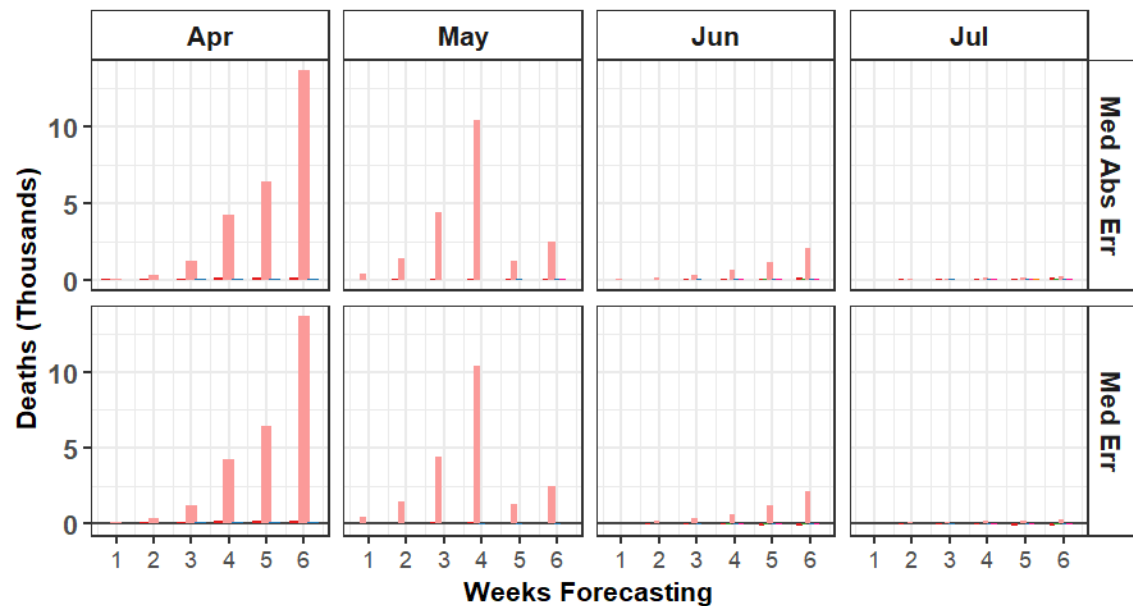 Apr May Jun Jul
Deaths (Thousands)
10
5
0
Med Abs Err
10
5
0
Med Err
1 2 3 4 5 6 1 2 3 4 5 6 1 2 3 4 5 6 1 2 3 4 5 6
Weeks Forecasting